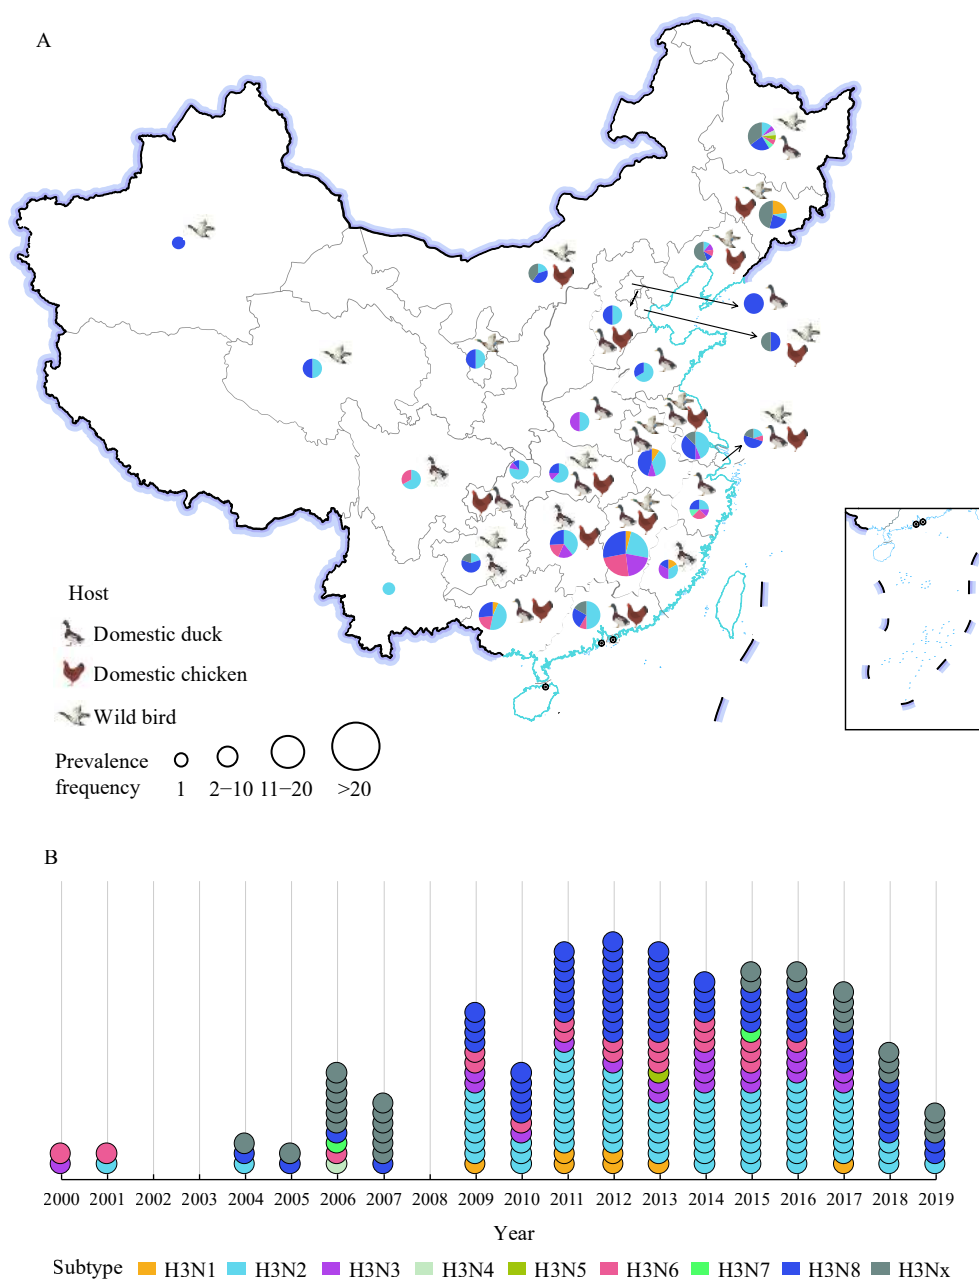 A
Host
Domestic duck
Domestic chicken
Wild bird
Prevalence
frequency
1 2−10 11−20 >20
B
2000 2001 2002 2003 2004 2005 2006 2007 2008 2009 2010 2011 2012 2013 2014 2015 2016 2017 2018 2019
Year
Subtype H3N1 H3N2 H3N3 H3N4 H3N5 H3N6 H3N7 H3N8 H3Nx